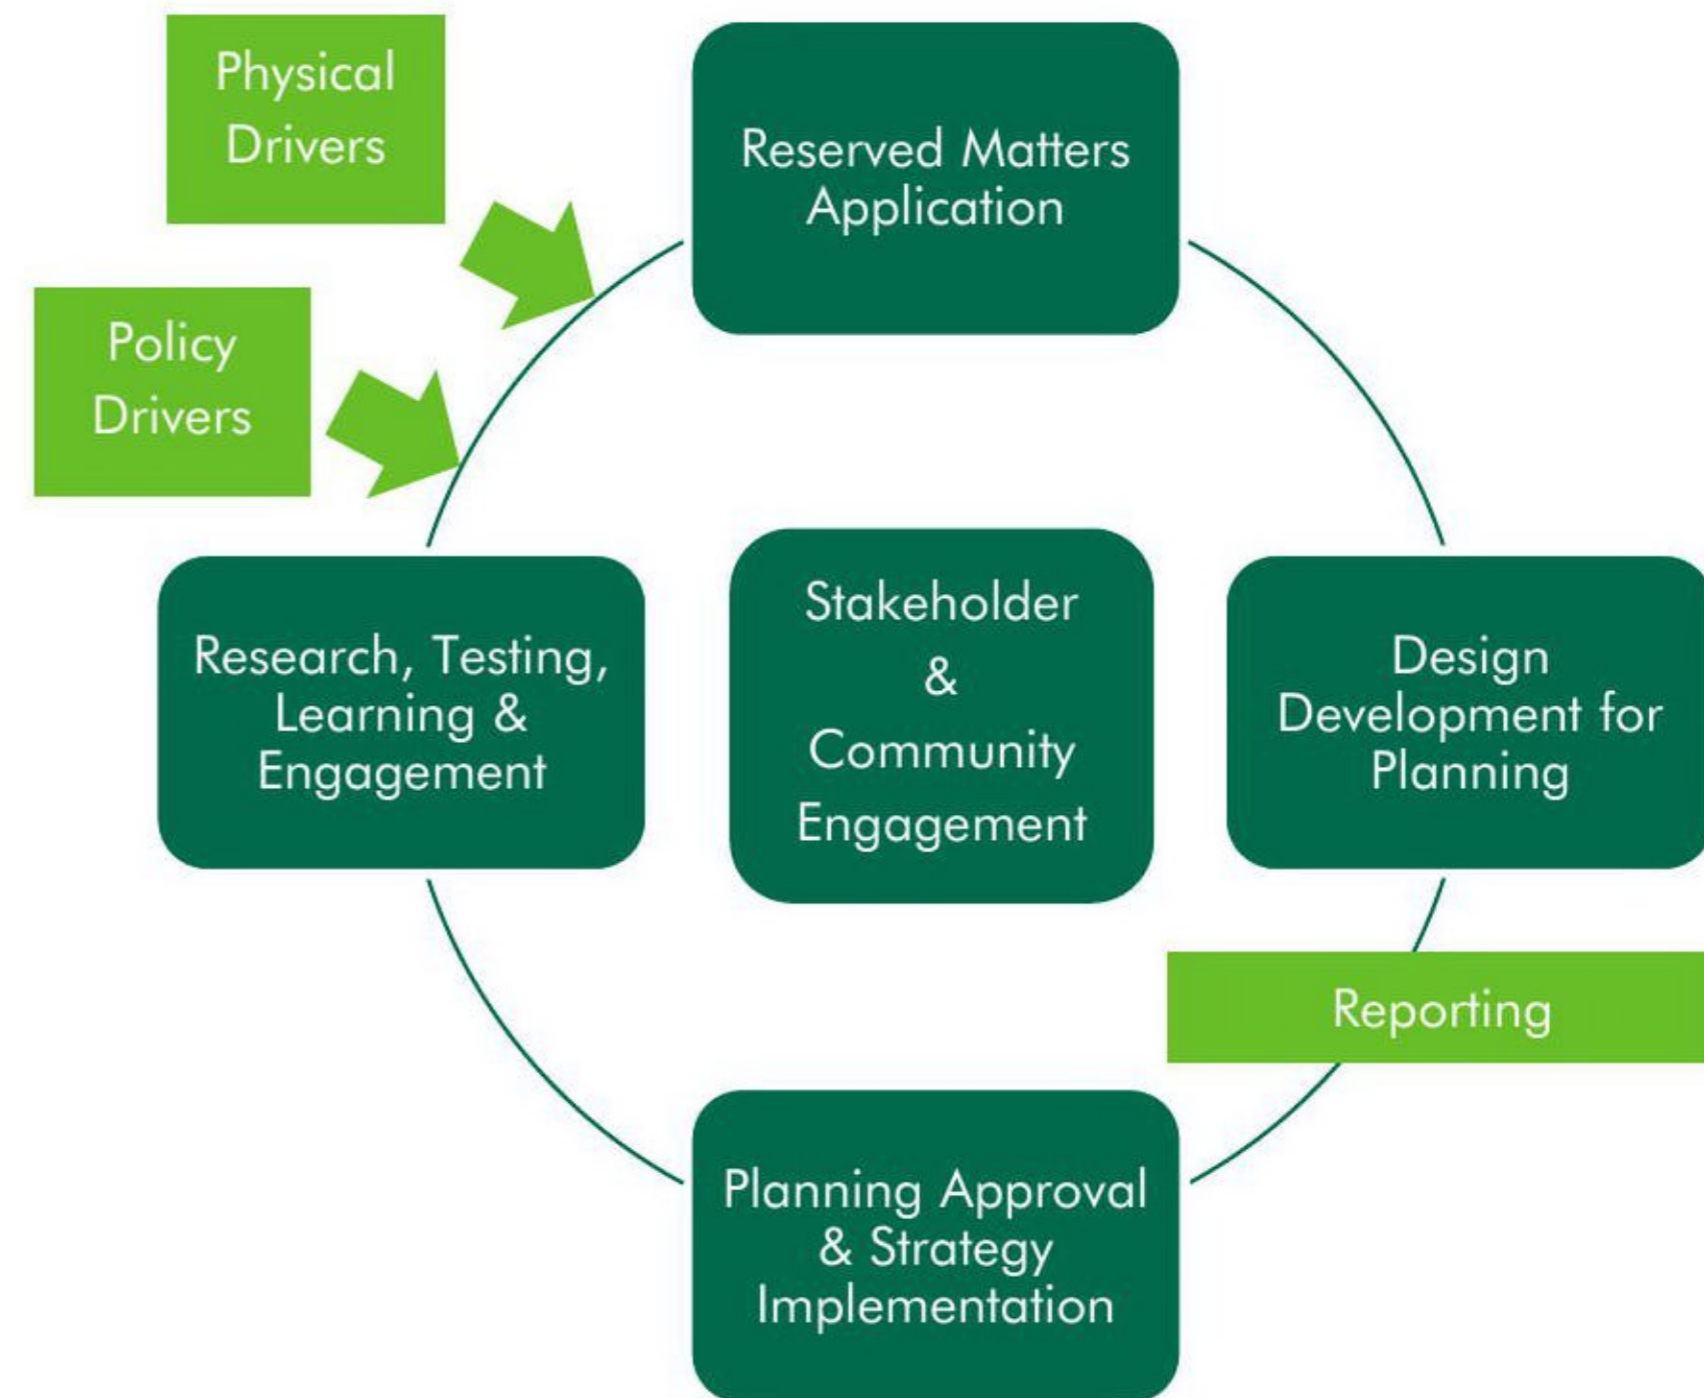 Physical
Drivers
Reserved Matters
Application
Policy
Drivers
Research, Testing,
Learning &
Engagement
Stakeholder
&
Community
Engagement
Design
Development for
Planning
Reporting
Planning Approval
& Strategy
Implementation